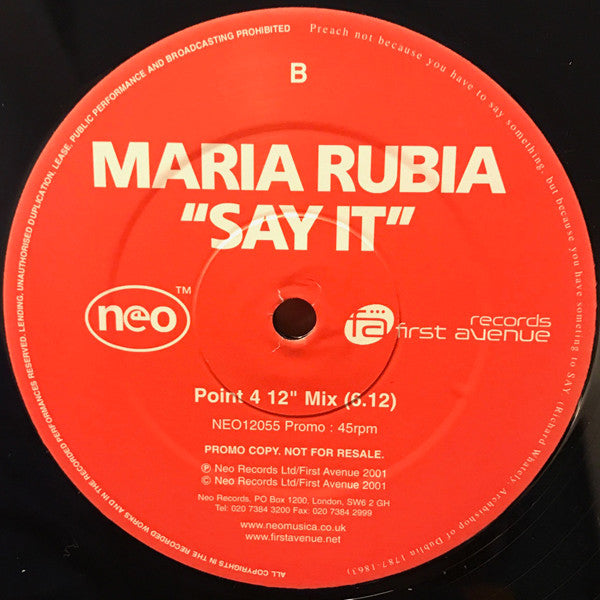 B
MARIA RUBIA
"SAY IT"
n@o TM
fa
records
first avenue
Point 4 12" Mix (6.12)
NEO12055 Promo : 45rpm
PROMO COPY. NOT FOR RESALE.
℗ Neo Records Ltd/First Avenue 2001
© Neo Records Ltd/First Avenue 2001
Neo Records, PO Box 1200, London, SW6 2 GH
Tel: 020 7384 3200 Fax: 020 7384 2999
www.neomusica.co.uk
www.firstavenue.net
ALL RIGHTS IN THE RECORDED WORKS AND IN THE RECORDED PERFORMANCES RESERVED. LENDING, UNAUTHORISED DUPLICATION, LEASE, PUBLIC PERFORMANCE AND BROADCASTING PROHIBITED
Preach not because you have to say something, but because you have someting to SAY (Richard Whately, Archbishop of Dublin 1787-1863)